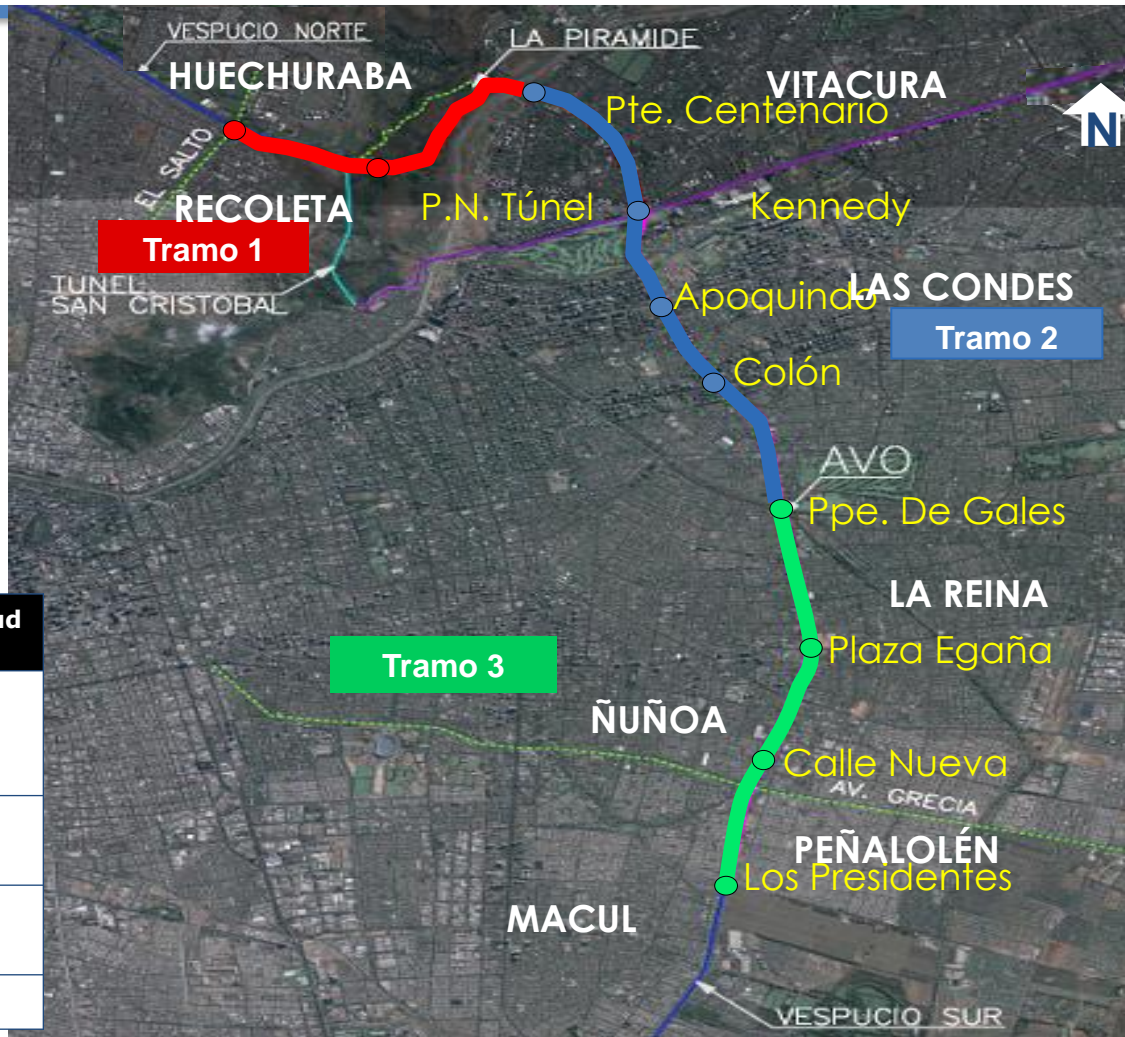 VESPUCIO NORTE
LA PIRAMIDE
HUECHURABA
VITACURA
Pte. Centenario
N
EL SALTO
RECOLETA
P.N. Túnel
Kennedy
Tramo 1
TUNEL
SAN CRISTOBAL
Apoquindo
LAS CONDES
Tramo 2
Colón
AVO
Ppe. De Gales
LA REINA
ud
Plaza Egaña
Tramo 3
ÑUÑOA
Calle Nueva
AV. GRECIA
PEÑALOLÉN
Los Presidentes
MACUL
VESPUCIO SUR